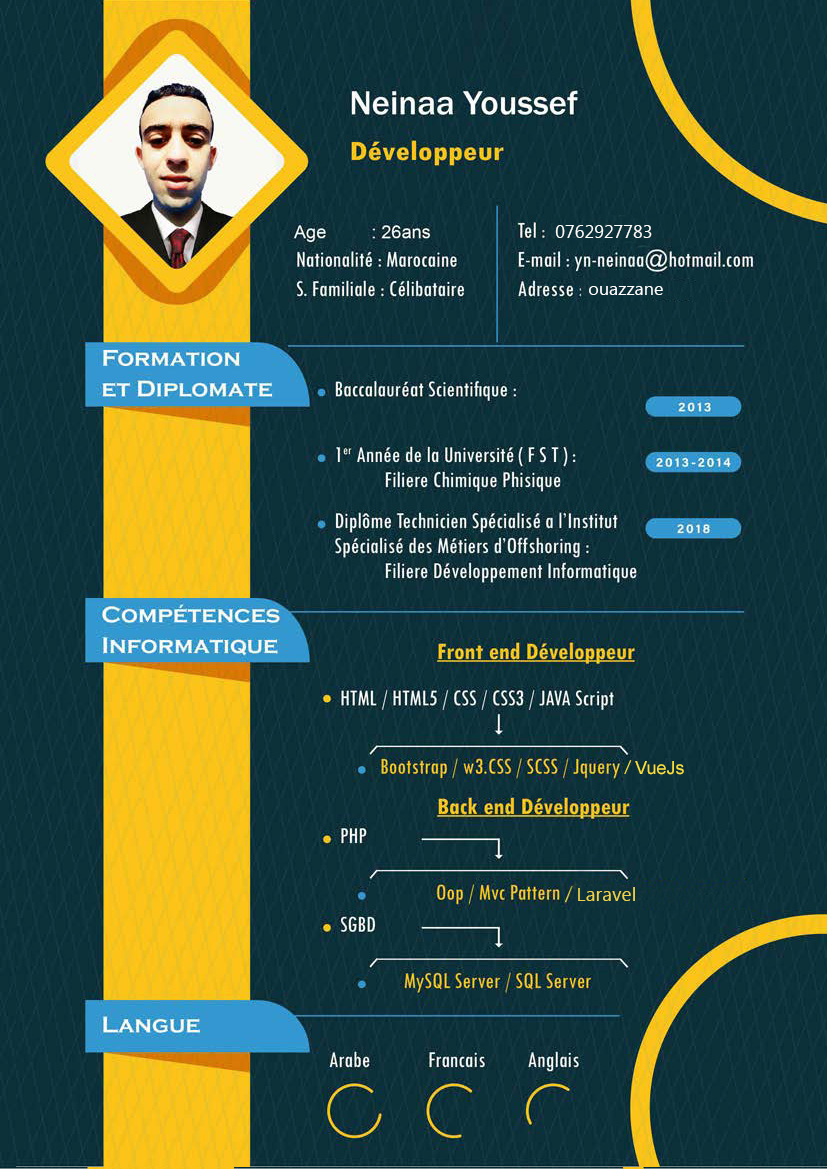 Neinaa Youssef
Développeur
Age : 26ans
Nationalité : Marocaine
S. Familiale : Célibataire
Tel : 0762927783
E-mail : yn-neinaa@hotmail.com
Adresse : ouazzane
Formation
et Diplomate
Baccalauréat Scientifique :
2013
1er Année de la Université ( F S T ) :
2013-2014
Filiere Chimique Phisique
Diplôme Technicien Spécialisé a l'Institut
2018
Spécialisé des Métiers d'Offshoring :
Filiere Développement Informatique
Compétences
Informatique
Front end Développeur
HTML / HTML5 / CSS / CSS3 / JAVA Script
Bootstrap / w3.CSS / SCSS / Jquery / VueJs
Back end Développeur
PHP
Oop / Mvc Pattern / Laravel
SGBD
MySQL Server / SQL Server
Langue
Arabe Francais Anglais